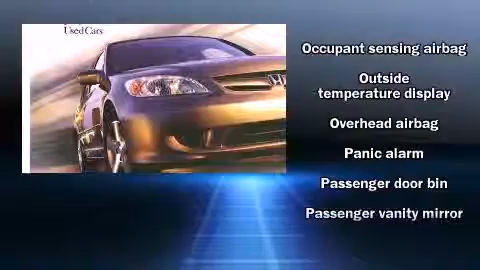 Used Cars
Occupant sensing airbag
Outside
temperature display
Overhead airbag
Panic alarm
Passenger door bin
Passenger vanity mirror